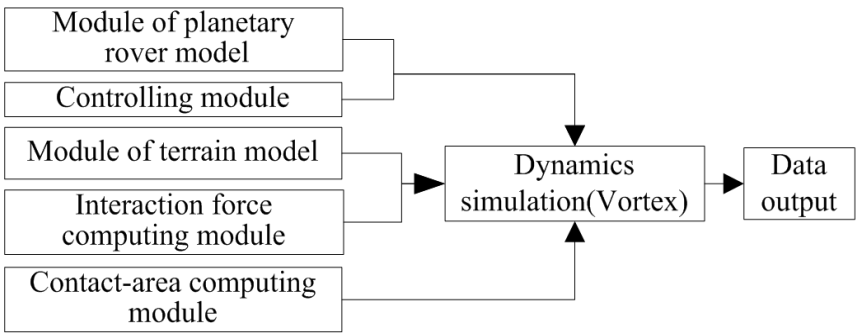 Module of planetary
rover model
Controlling module
Module of terrain model
Interaction force
computing module
Contact-area computing
module
Dynamics
simulation(Vortex)
Data
output